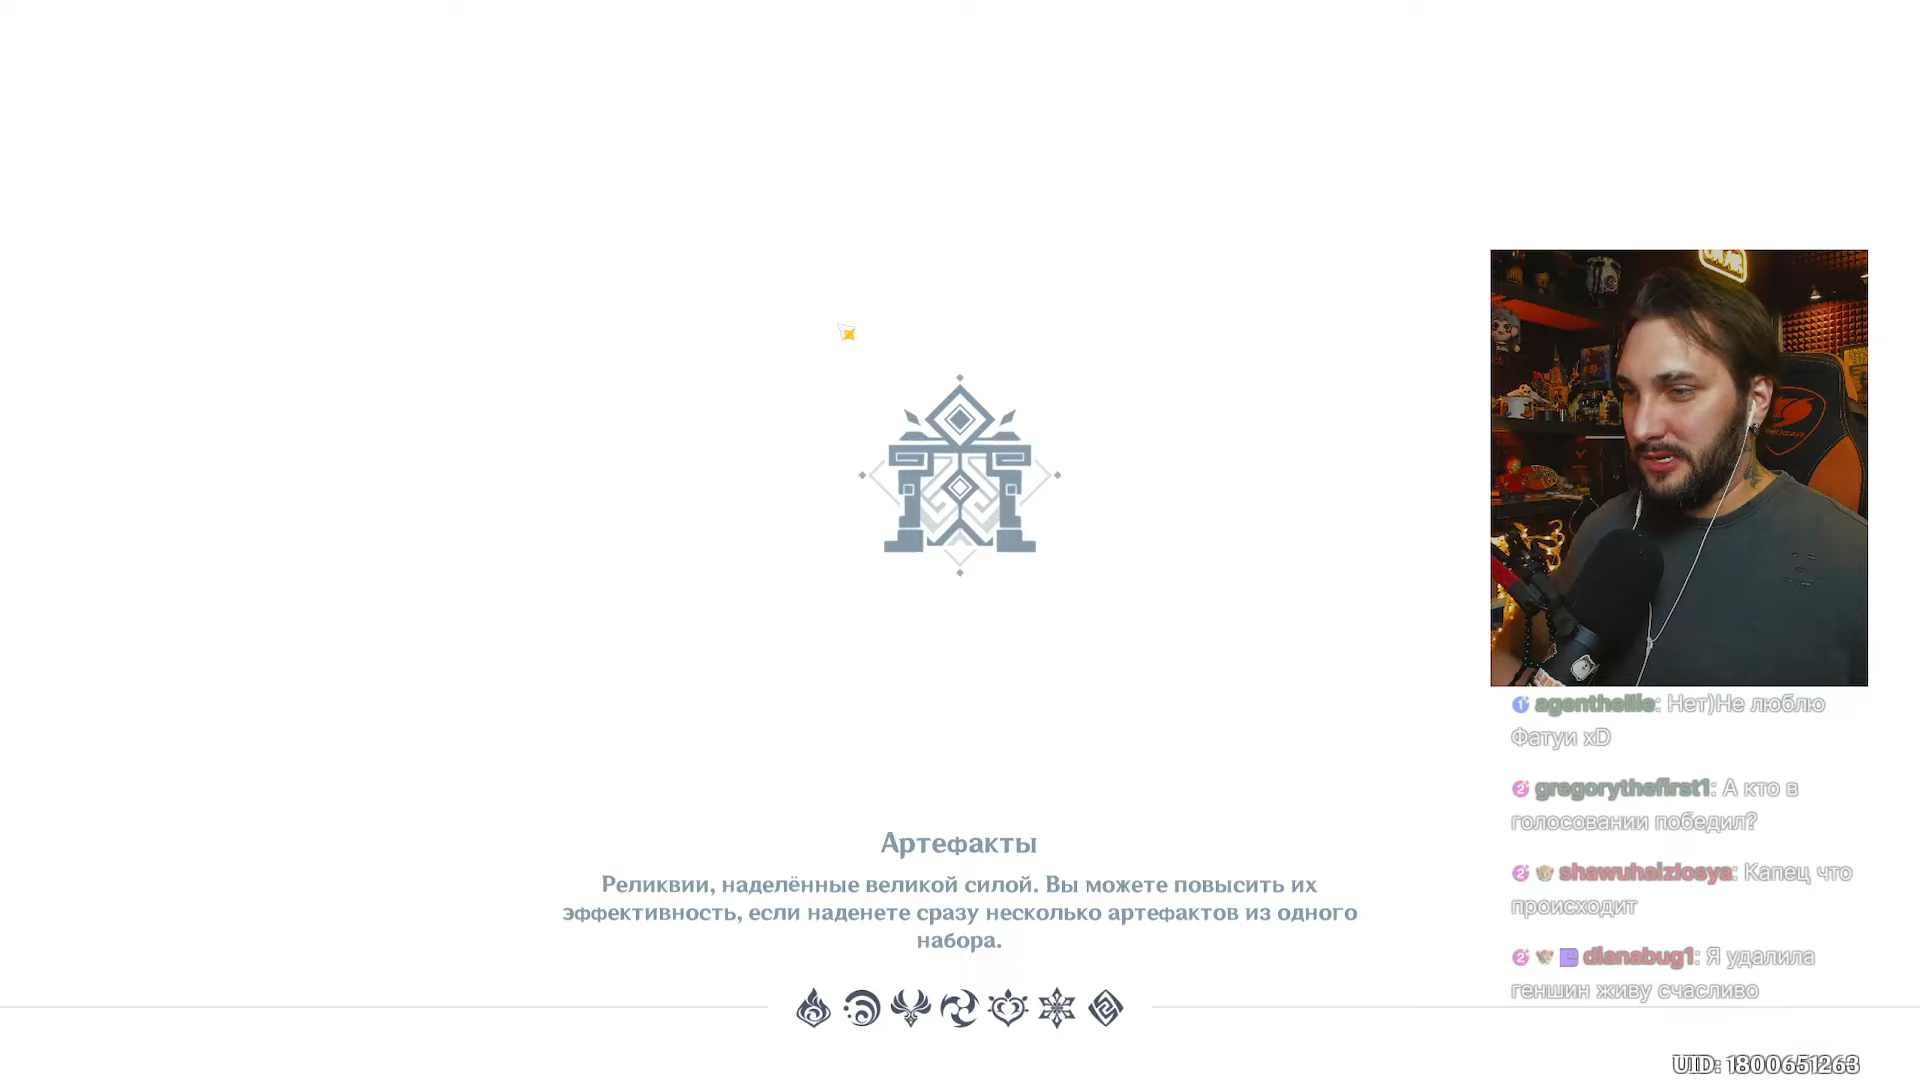 agenthellie: Нет)Не люблю
Фатуи xD
gregorythefirst1: А кто в
голосовании победил?
shawuhaizlosya: Капец что
происходит
dianabug1: Я удалила
геншин живу счасливо
Артефакты
Реликвии, наделённые великой силой. Вы можете повысить их
эффективность, если наденете сразу несколько артефактов из одного
набора.
UID: 1800651263